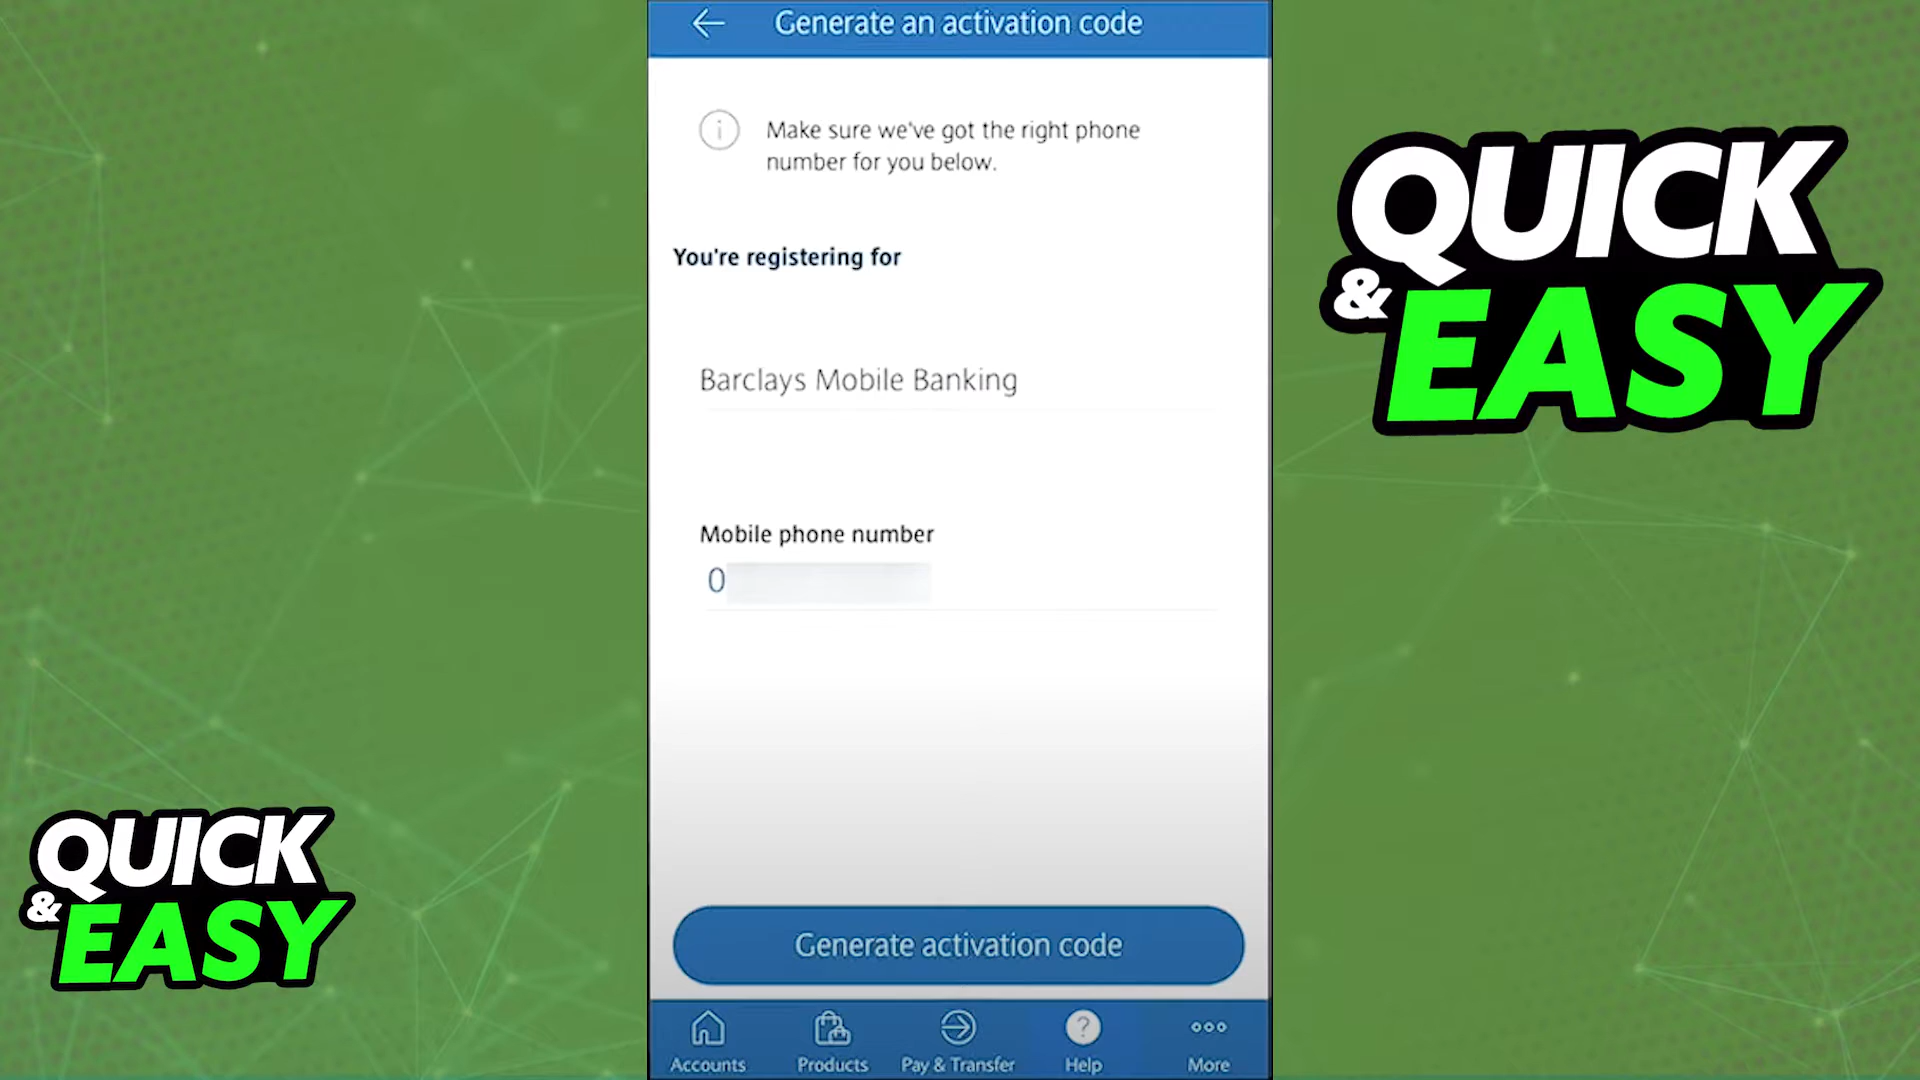 Generate an activation code
Make sure we've got the right phone
number for you below.
You're registering for
Barclays Mobile Banking
Mobile phone number
0
Generate activation code
Accounts
Products
Pay & Transfer
Help
More
QUICK
& EASY
QUICK
& EASY